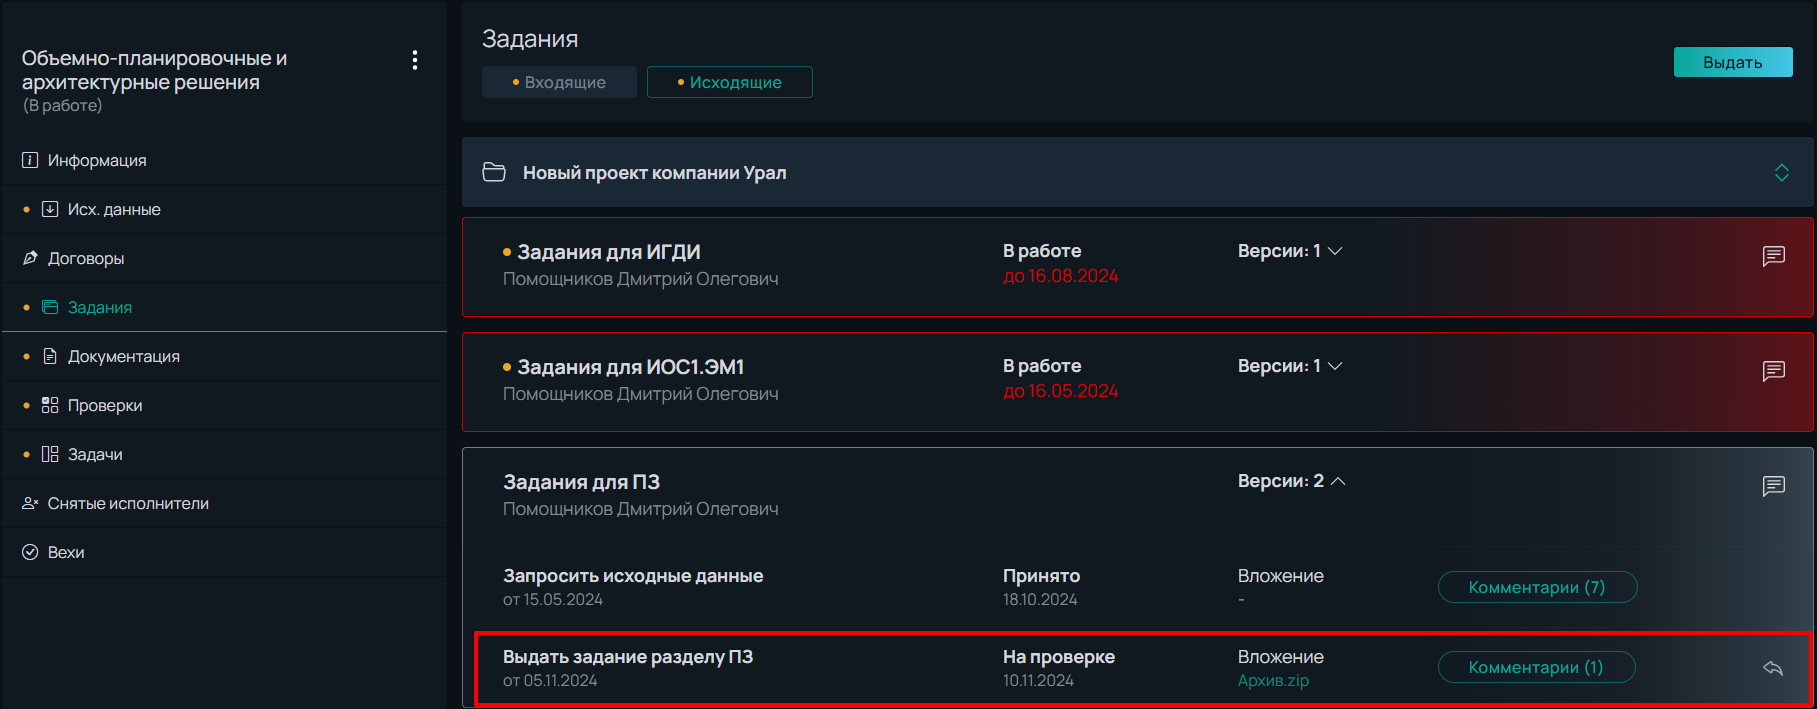 Объемно-планировочные и
архитектурные решения
(В работе)
Информация
Исх. данные
Договоры
Задания
Документация
Проверки
Задачи
Снятые исполнители
Вехи
Задания
Входящие
Исходящие
Выдать
Новый проект компании Урал
Задания для ИГДИ
Помощников Дмитрий Олегович
В работе
до 16.08.2024
Версии: 1
Задания для ИОС1.ЭМ1
Помощников Дмитрий Олегович
В работе
до 16.05.2024
Версии: 1
Задания для ПЗ
Помощников Дмитрий Олегович
Версии: 2
Запросить исходные данные
от 15.05.2024
Принято
18.10.2024
Вложение
-
Комментарии (7)
Выдать задание разделу ПЗ
от 05.11.2024
На проверке
10.11.2024
Вложение
Архив.zip
Комментарии (1)